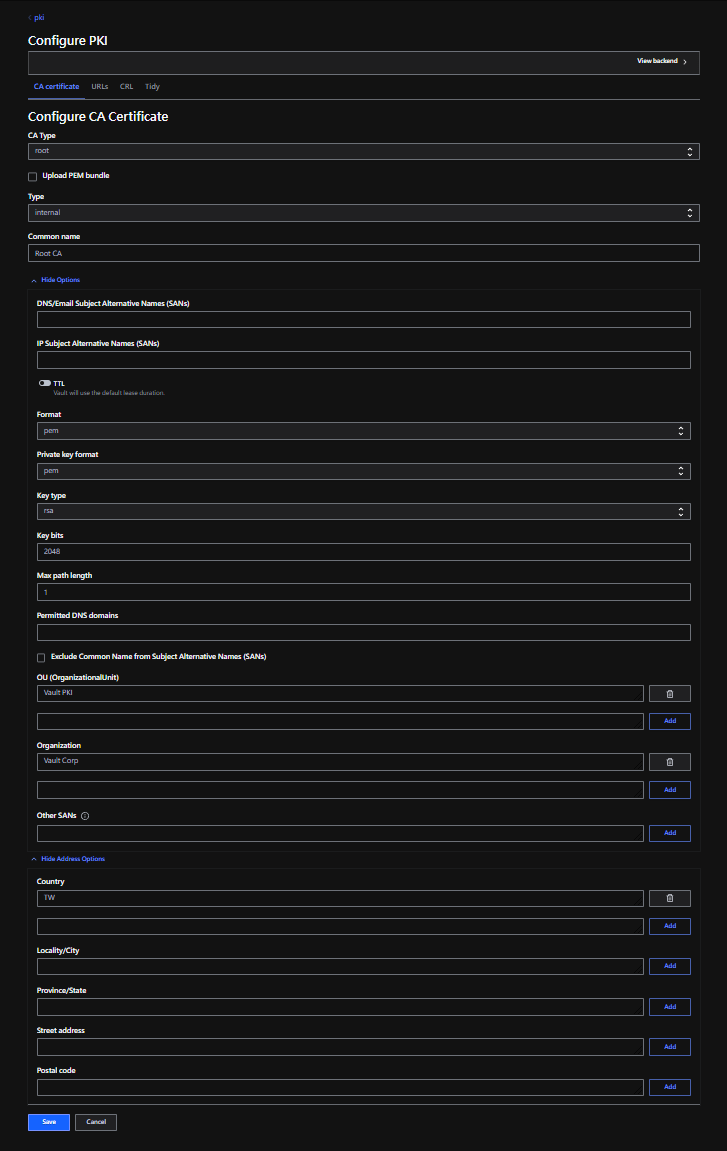 pki
Configure PKI
View backend
CA certificate URLs CRL Tidy
Configure CA Certificate
CA Type
root
Upload PEM bundle
Type
internal
Common name
Root CA
Hide Options
DNS/Email Subject Alternative Names (SANs)
IP Subject Alternative Names (SANs)
TTL
Vault will use the default lease duration.
Format
pem
Private key format
pem
Key type
rsa
Key bits
2048
Max path length
1
Permitted DNS domains
Exclude Common Name from Subject Alternative Names (SANs)
OU (OrganizationalUnit)
Vault PKI
Add
Organization
Vault Corp
Add
Other SANs
Add
Hide Address Options
Country
TW
Add
Locality/City
Add
Province/State
Add
Street address
Add
Postal code
Add
Save Cancel